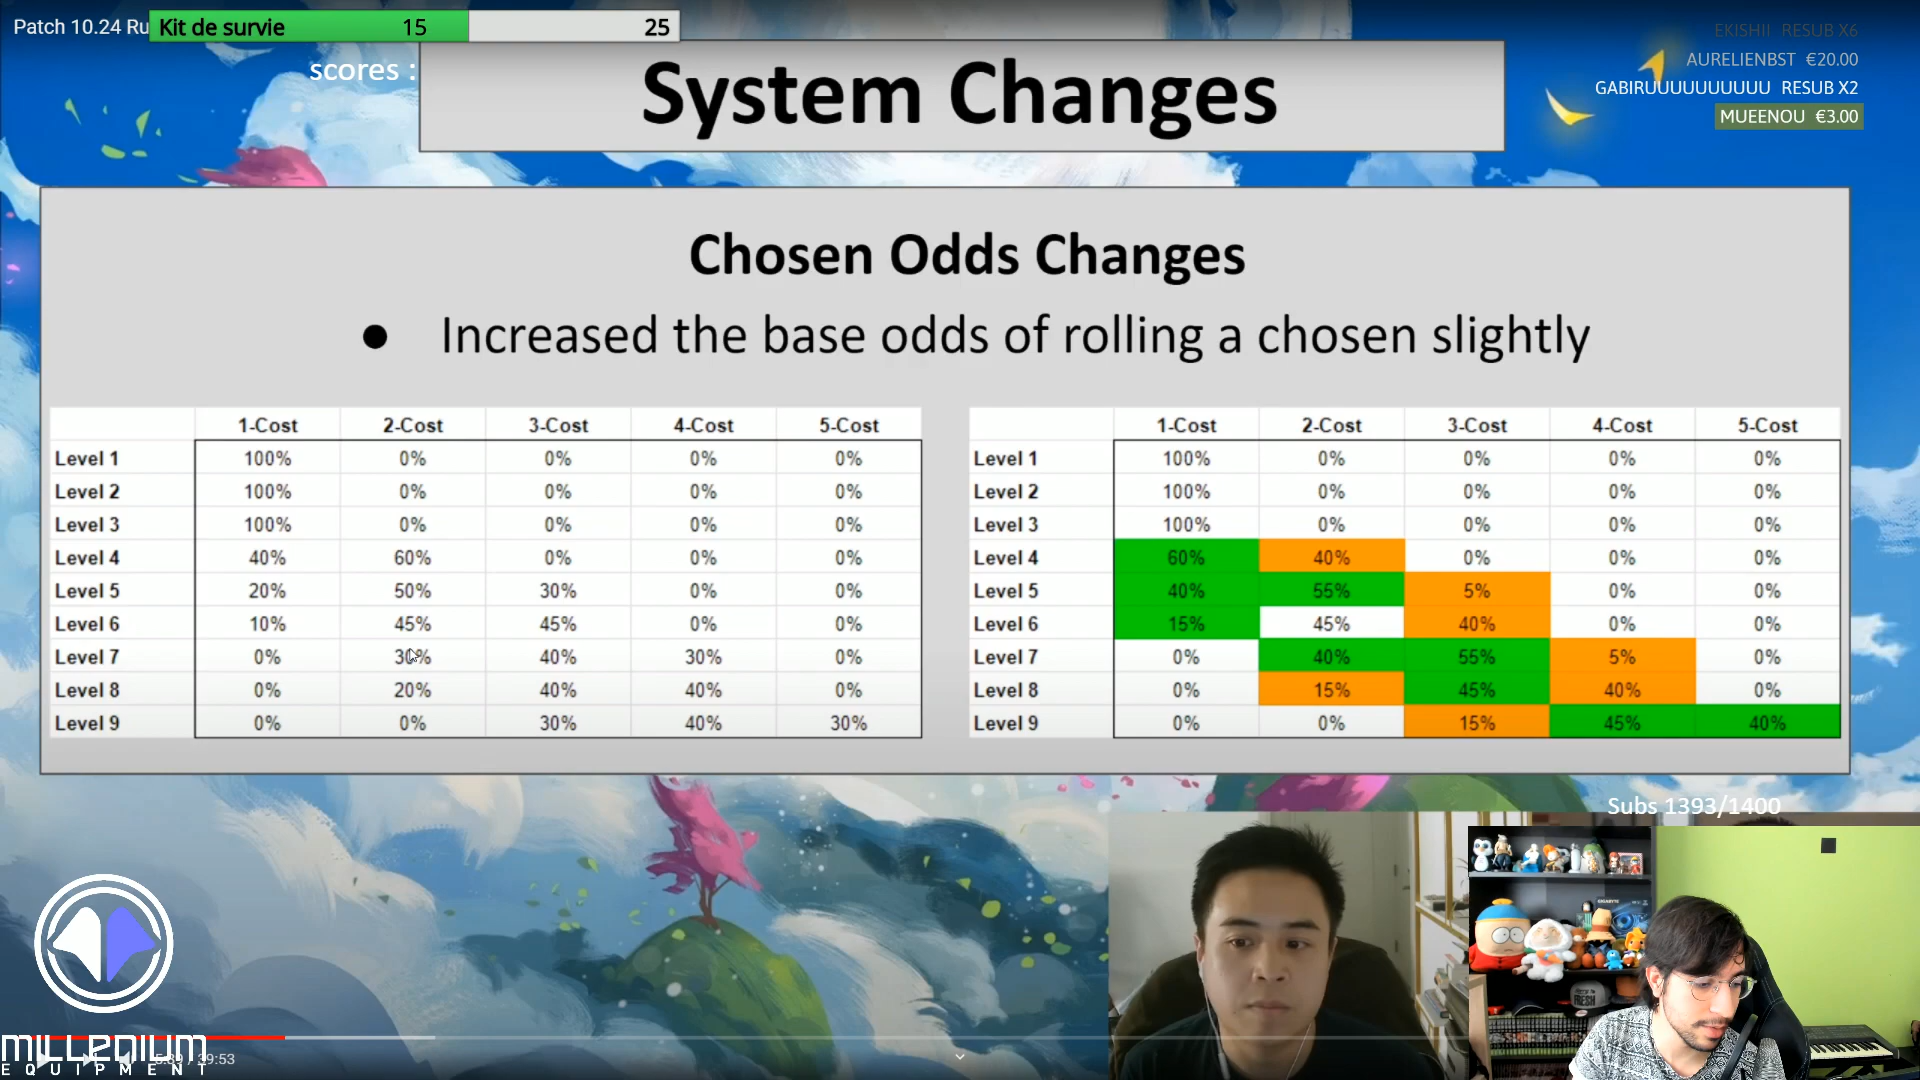 Patch 10.24 Ru
Kit de survie 15 25
scores :
EKISHII RESUB X6
AURELIENBST €20.00
GABIRUUUUUUUUUU RESUB X2
MUEENOU €3.00
System Changes
Chosen Odds Changes
● Increased the base odds of rolling a chosen slightly
1-Cost 2-Cost 3-Cost 4-Cost 5-Cost
Level 1 100% 0% 0% 0% 0%
Level 2 100% 0% 0% 0% 0%
Level 3 100% 0% 0% 0% 0%
Level 4 40% 60% 0% 0% 0%
Level 5 20% 50% 30% 0% 0%
Level 6 10% 45% 45% 0% 0%
Level 7 0% 30% 40% 30% 0%
Level 8 0% 20% 40% 40% 0%
Level 9 0% 0% 30% 40% 30%
1-Cost 2-Cost 3-Cost 4-Cost 5-Cost
Level 1 100% 0% 0% 0% 0%
Level 2 100% 0% 0% 0% 0%
Level 3 100% 0% 0% 0% 0%
Level 4 60% 40% 0% 0% 0%
Level 5 40% 55% 5% 0% 0%
Level 6 15% 45% 40% 0% 0%
Level 7 0% 40% 55% 5% 0%
Level 8 0% 15% 45% 40% 0%
Level 9 0% 0% 15% 45% 40%
Subs 1393/1400
GIGABYTE
FRESH
MILLENIUM
EQUIPMENT